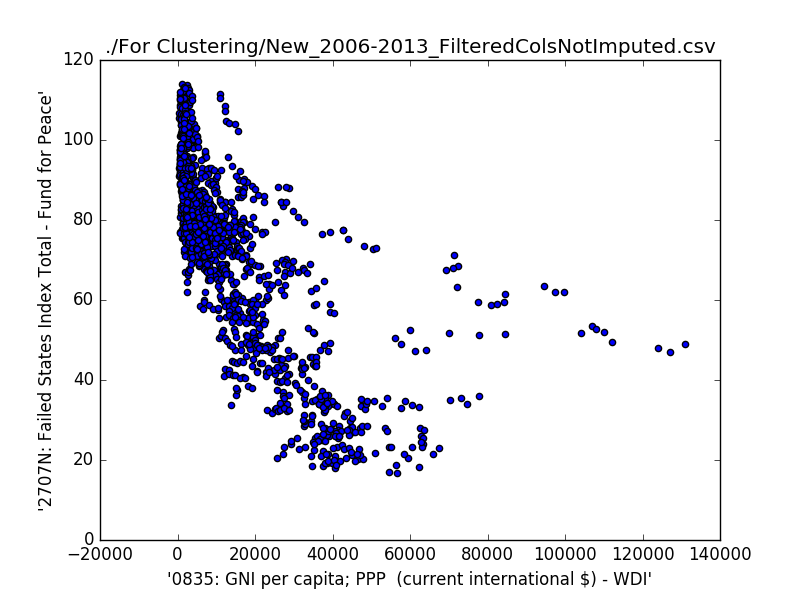 ./For Clustering/New_2006-2013_FilteredColsNotImputed.csv
120
100
80
60
40
20
0
'2707N: Failed States Index Total - Fund for Peace'
−20000 0 20000 40000 60000 80000 100000 120000 140000
'0835: GNI per capita; PPP  (current international $) - WDI'